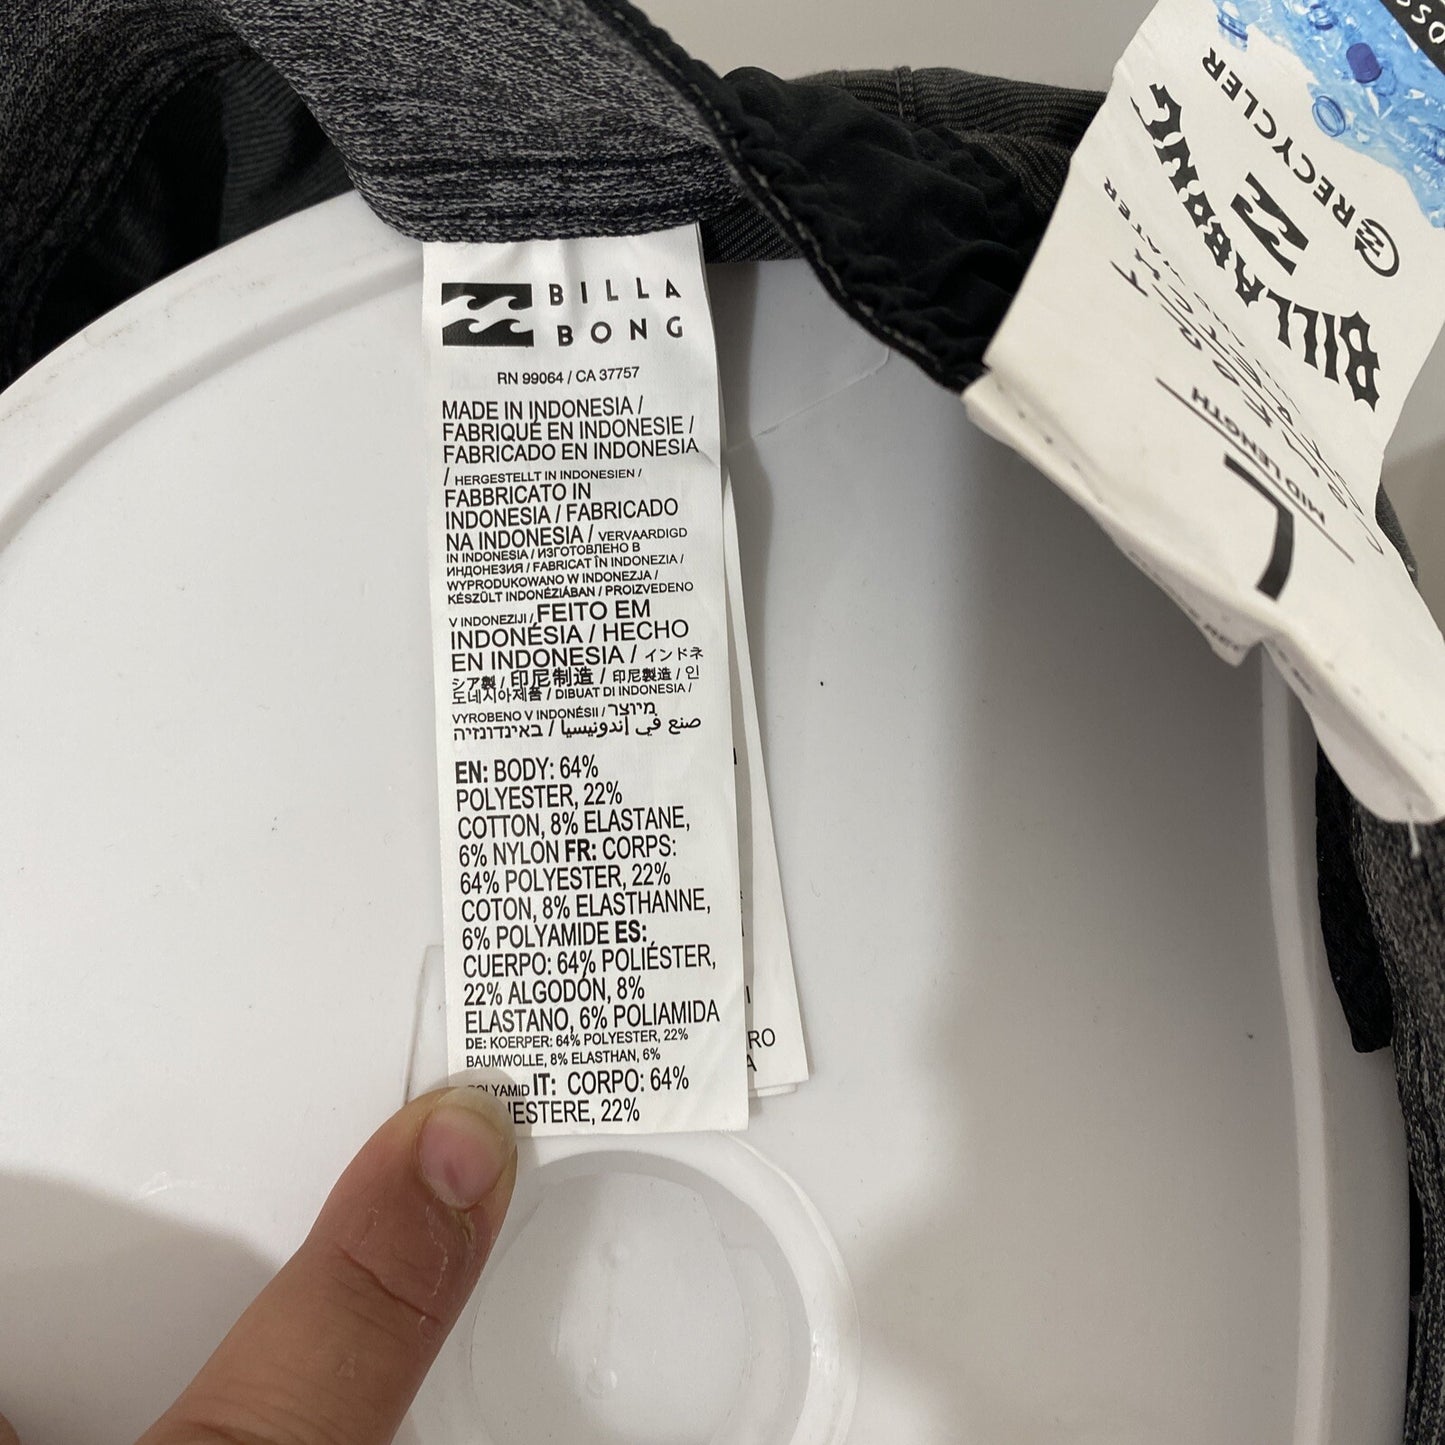 BILLA
BONG
RN 99064 / CA 37757
MADE IN INDONESIA /
FABRIQUÉ EN INDONESIE /
FABRICADO EN INDONESIA
/ HERGESTELLT IN INDONESIEN /
FABBRICATO IN
INDONESIA / FABRICADO
NA INDONESIA / VERVAARDIGD
IN INDONESIA / ИЗГОТОВЛЕНО В
ИНДОНЕЗИЯ / FABRICAT ÎN INDONEZIA /
WYPRODUKOWANO W INDONEZJA /
KÉSZÜLT INDONÉZIÁBAN / PROIZVEDENO
V INDONEZIJI / FEITO EM
INDONÉSIA / HECHO
EN INDONESIA / インドネ
シア製 / 印尼制造 / 印尼製造 / 인
도네시아제품 / DIBUAT DI INDONESIA /
VYROBENO V INDONÉSII / מיוצר
באינדונזיה / صنع في إندونيسيا
EN: BODY: 64%
POLYESTER, 22%
COTTON, 8% ELASTANE,
6% NYLON FR: CORPS:
64% POLYESTER, 22%
COTON, 8% ELASTHANNE,
6% POLYAMIDE ES:
CUERPO: 64% POLIÉSTER,
22% ALGODÓN, 8%
ELASTANO, 6% POLIAMIDA
DE: KOERPER: 64% POLYESTER, 22%
BAUMWOLLE, 8% ELASTHAN, 6%
IT: CORPO: 64%
22%
RO
RECYCLER
BILLABONG
MID LENGTH
L